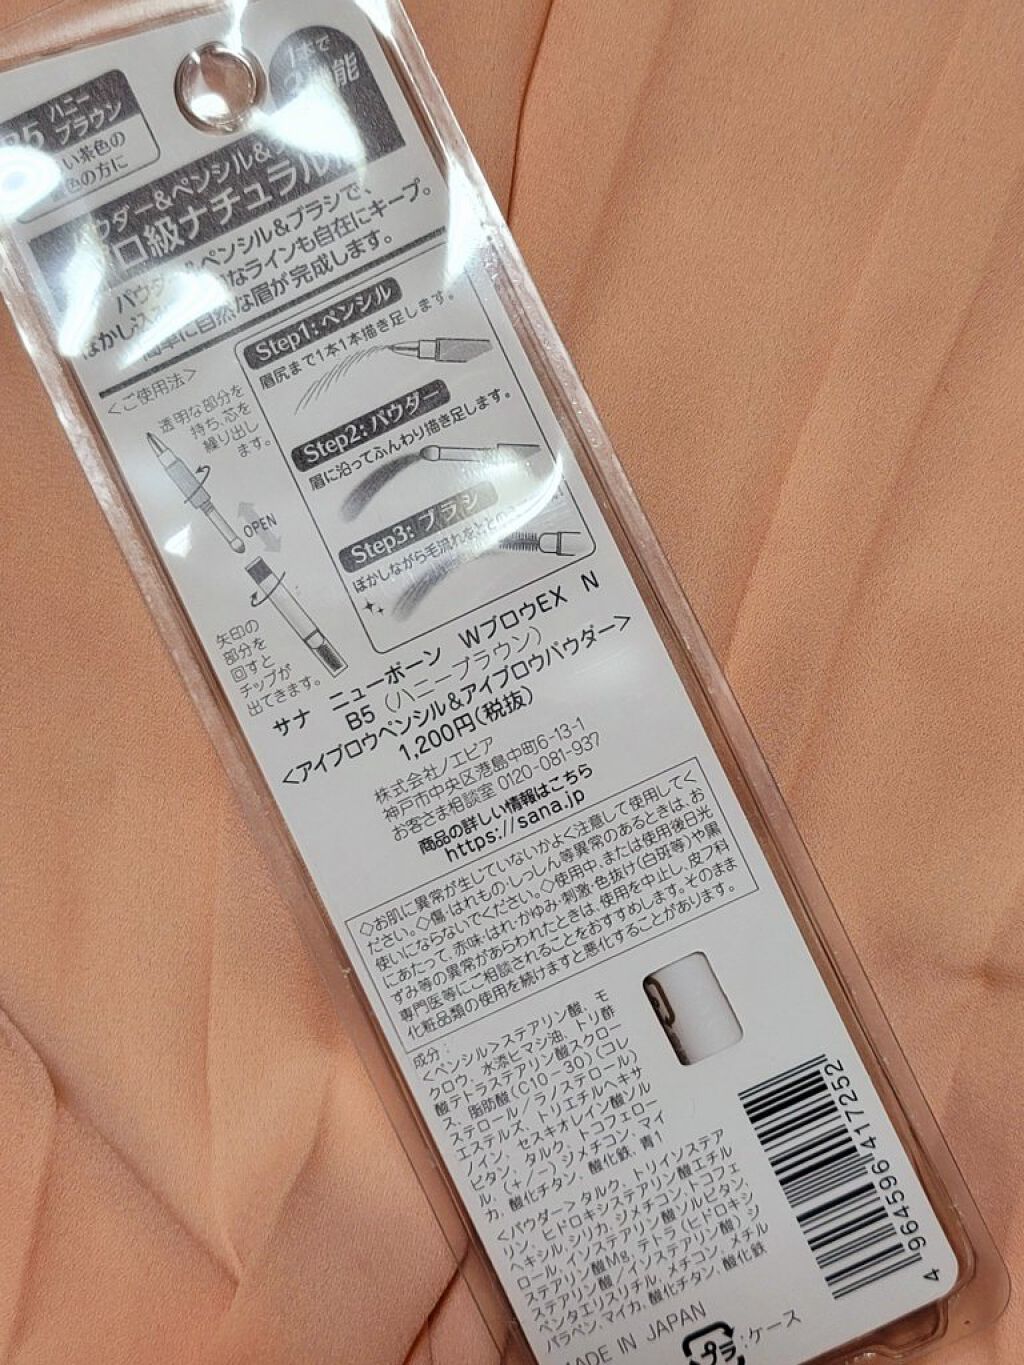 1本で
能
B5 ハニー
ブラウン
い茶色の
色の方に
ウダー&ペンシル&
ロ級ナチュラル
ペンシル&ブラシで、
なラインも自在にキープ。
簡単に自然な眉が完成します。
<ご使用法>
透明な部分を
持ち、芯を
繰り出し
ます。
OPEN
矢印の
部分を
回すと
チップが
出てきます。
Step1:ペンシル
眉尻まで1本1本描き足します。
Step2:パウダー
眉に沿ってふんわり描き足します。
Step3:ブラシ
ぼかしながら毛流れをととの
サナ ニューボーン WブロウEX N
B5(ハニーブラウン)
<アイブロウペンシル&アイブロウパウダー>
1,200円(税抜)
株式会社ノエビア
神戸市中央区港島中町6-13-1
お客さま相談室 0120-081-937
商品の詳しい情報はこちら
https://sana.jp
◇お肌に異常が生じていないかよく注意して使用してく
ださい。◇傷・はれもの・しっしん等異常のあるときは、お
使いにならないでください。◇使用中、または使用後日光
にあたって、赤味・はれ・かゆみ・刺激・色抜け(白斑等)や黒
ずみ等の異常があらわれたときは、使用を中止し、皮フ科
専門医等にご相談されることをおすすめします。そのまま
化粧品類の使用を続けますと悪化することがあります。
成分:
<ペンシル>ステアリン酸、モ
クロウ、水添ヒマシ油、トリ酢
酸テトラステアリン酸スクロー
ス、脂肪酸(C10-30)(コレ
ステロール/ラノステロール)
エステルズ、トリエチルヘキサ
ノイン、セスキオレイン酸ソル
ビタン、タルク、トコフェロー
ル、(+/-)ジメチコン、マイ
カ、酸化チタン、酸化鉄、青1
<パウダー>タルク、トリイソステア
リン、ヒドロキシステアリン酸エチル
ヘキシル、シリカ、ジメチコン、トコフェ
ロール、イソステアリン酸ソルビタン、
ステアリン酸Mg、テトラ(ヒドロキシ
ステアリン酸/イソステアリン酸)ジ
ペンタエリスリチル、メチコン、メチル
パラベン、マイカ、酸化チタン、酸化鉄
MADE IN JAPAN
プラ:ケース
4 964596 417252